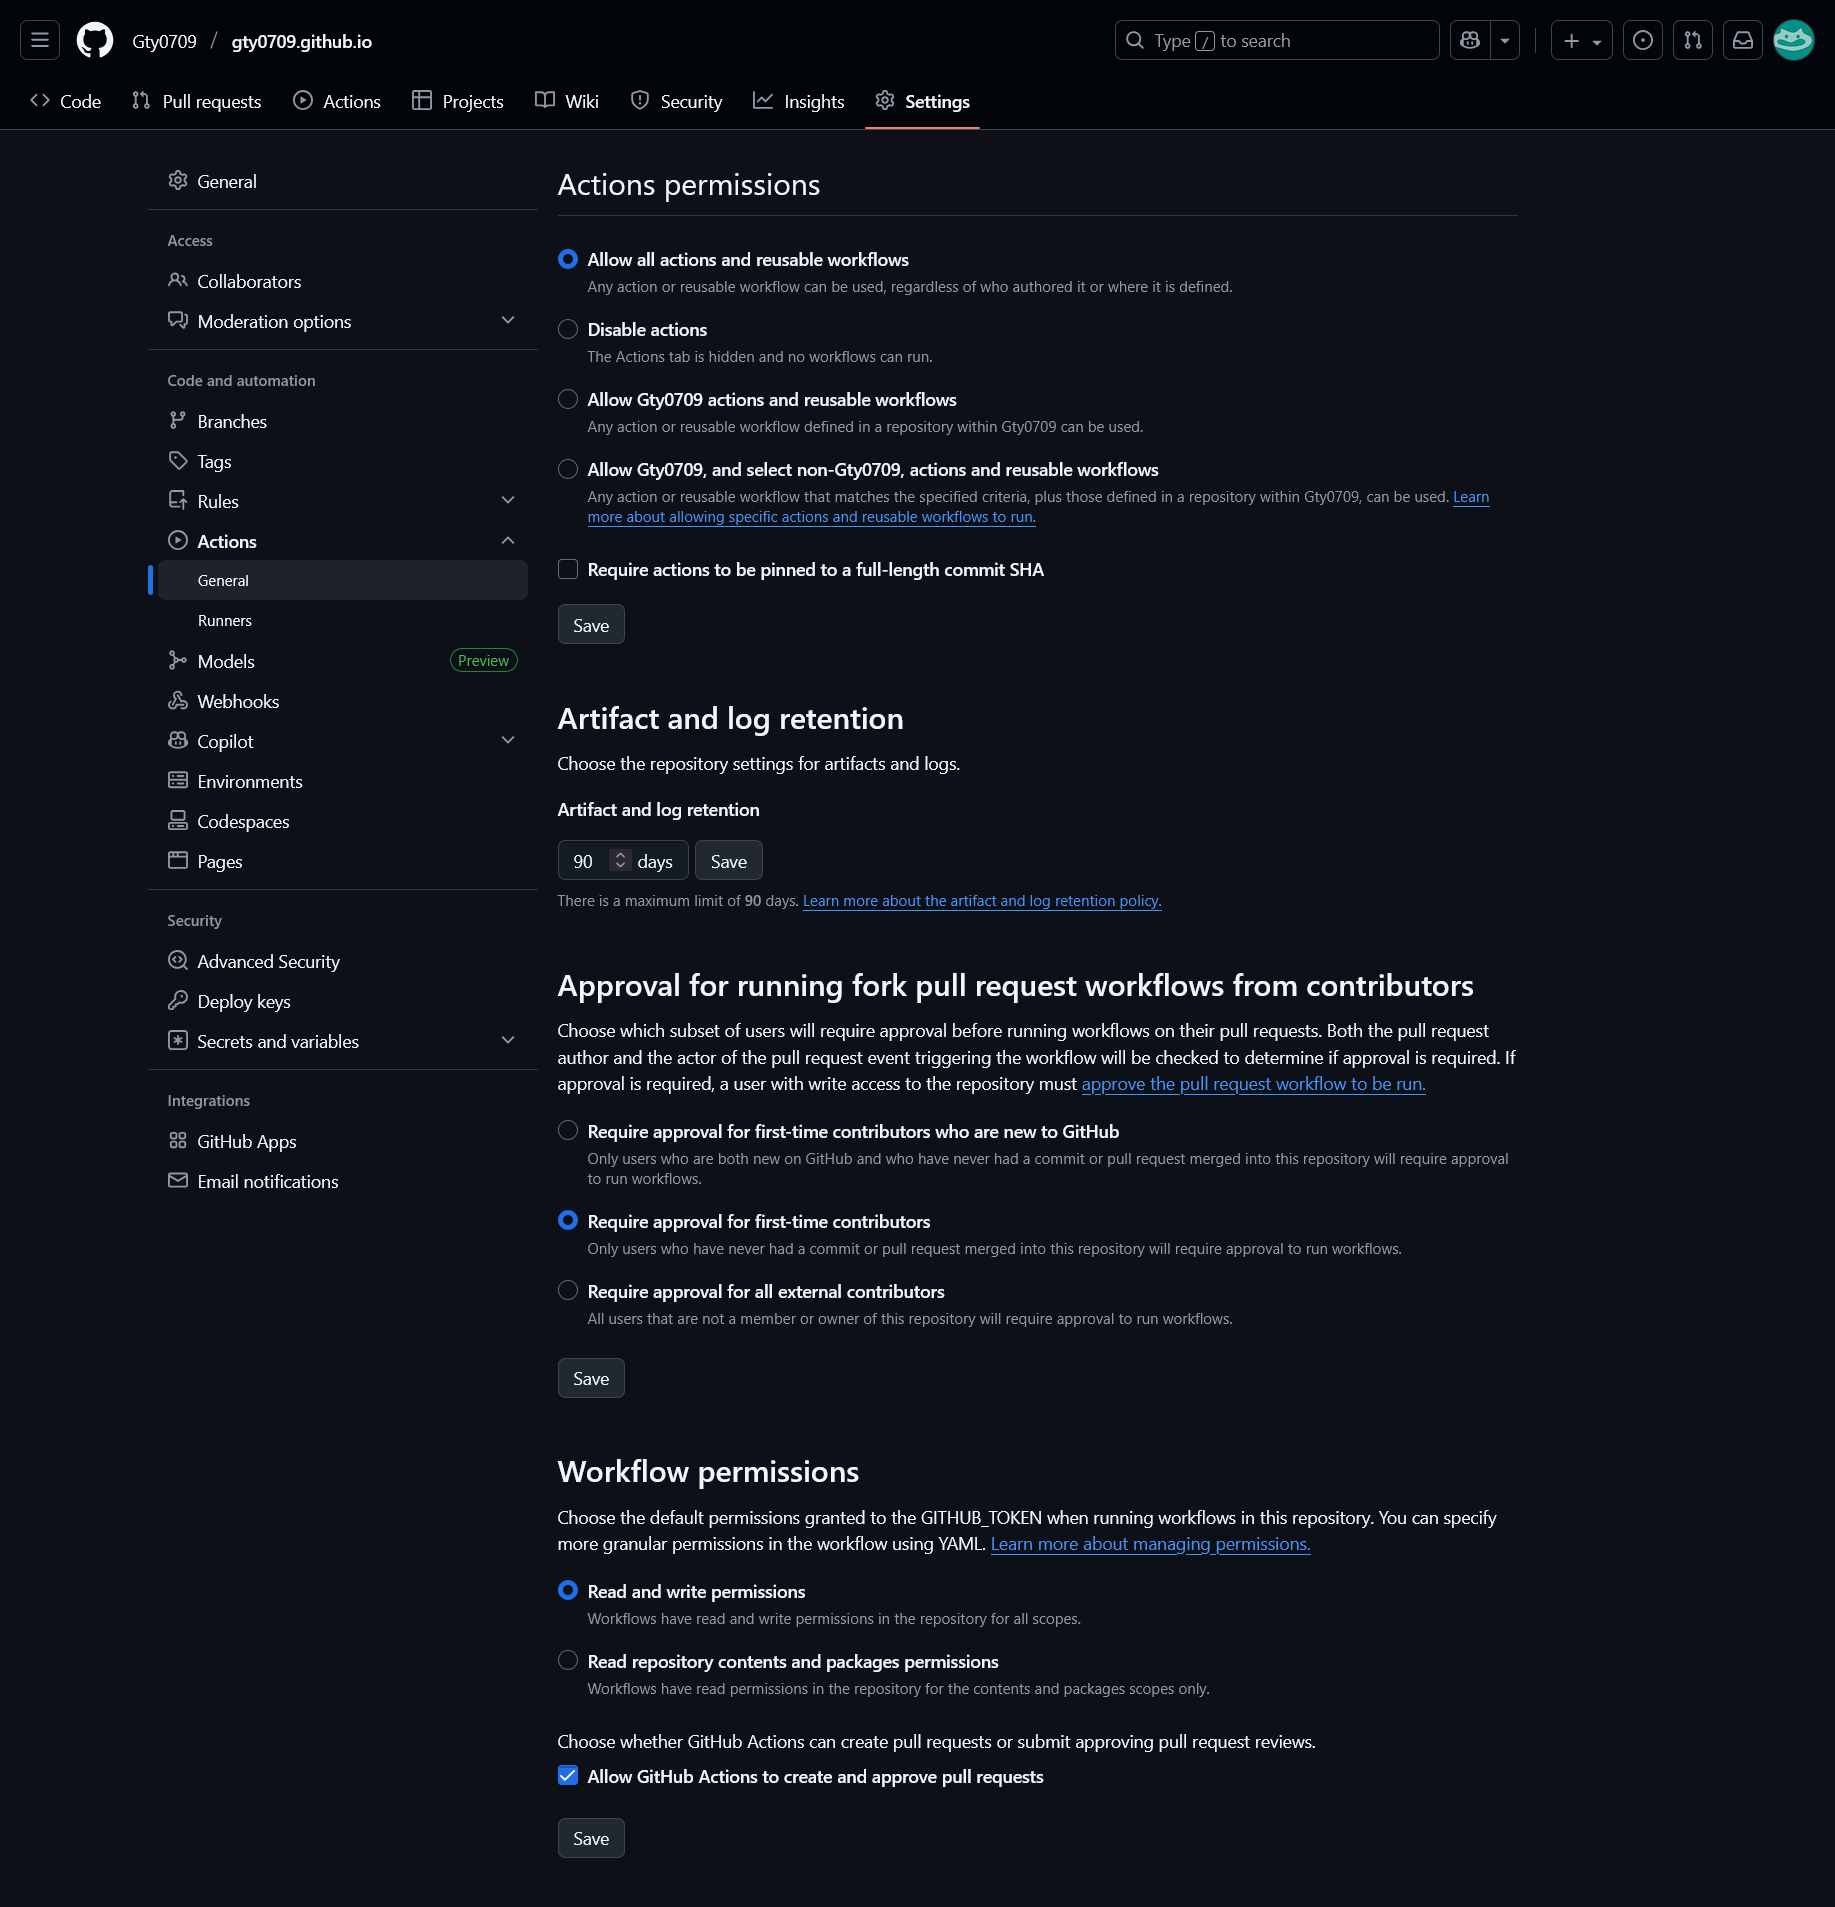 Gty0709 / gty0709.github.io
Type / to search
Code
Pull requests
Actions
Projects
Wiki
Security
Insights
Settings
General
Access
Collaborators
Moderation options
Code and automation
Branches
Tags
Rules
Actions
General
Runners
Models
Preview
Webhooks
Copilot
Environments
Codespaces
Pages
Security
Advanced Security
Deploy keys
Secrets and variables
Integrations
GitHub Apps
Email notifications
Actions permissions
Allow all actions and reusable workflows
Any action or reusable workflow can be used, regardless of who authored it or where it is defined.
Disable actions
The Actions tab is hidden and no workflows can run.
Allow Gty0709 actions and reusable workflows
Any action or reusable workflow defined in a repository within Gty0709 can be used.
Allow Gty0709, and select non-Gty0709, actions and reusable workflows
Any action or reusable workflow that matches the specified criteria, plus those defined in a repository within Gty0709, can be used. Learn
more about allowing specific actions and reusable workflows to run.
Require actions to be pinned to a full-length commit SHA
Save
Artifact and log retention
Choose the repository settings for artifacts and logs.
Artifact and log retention
90 days Save
There is a maximum limit of 90 days. Learn more about the artifact and log retention policy.
Approval for running fork pull request workflows from contributors
Choose which subset of users will require approval before running workflows on their pull requests. Both the pull request
author and the actor of the pull request event triggering the workflow will be checked to determine if approval is required. If
approval is required, a user with write access to the repository must approve the pull request workflow to be run.
Require approval for first-time contributors who are new to GitHub
Only users who are both new on GitHub and who have never had a commit or pull request merged into this repository will require approval
to run workflows.
Require approval for first-time contributors
Only users who have never had a commit or pull request merged into this repository will require approval to run workflows.
Require approval for all external contributors
All users that are not a member or owner of this repository will require approval to run workflows.
Save
Workflow permissions
Choose the default permissions granted to the GITHUB_TOKEN when running workflows in this repository. You can specify
more granular permissions in the workflow using YAML. Learn more about managing permissions.
Read and write permissions
Workflows have read and write permissions in the repository for all scopes.
Read repository contents and packages permissions
Workflows have read permissions in the repository for the contents and packages scopes only.
Choose whether GitHub Actions can create pull requests or submit approving pull request reviews.
Allow GitHub Actions to create and approve pull requests
Save